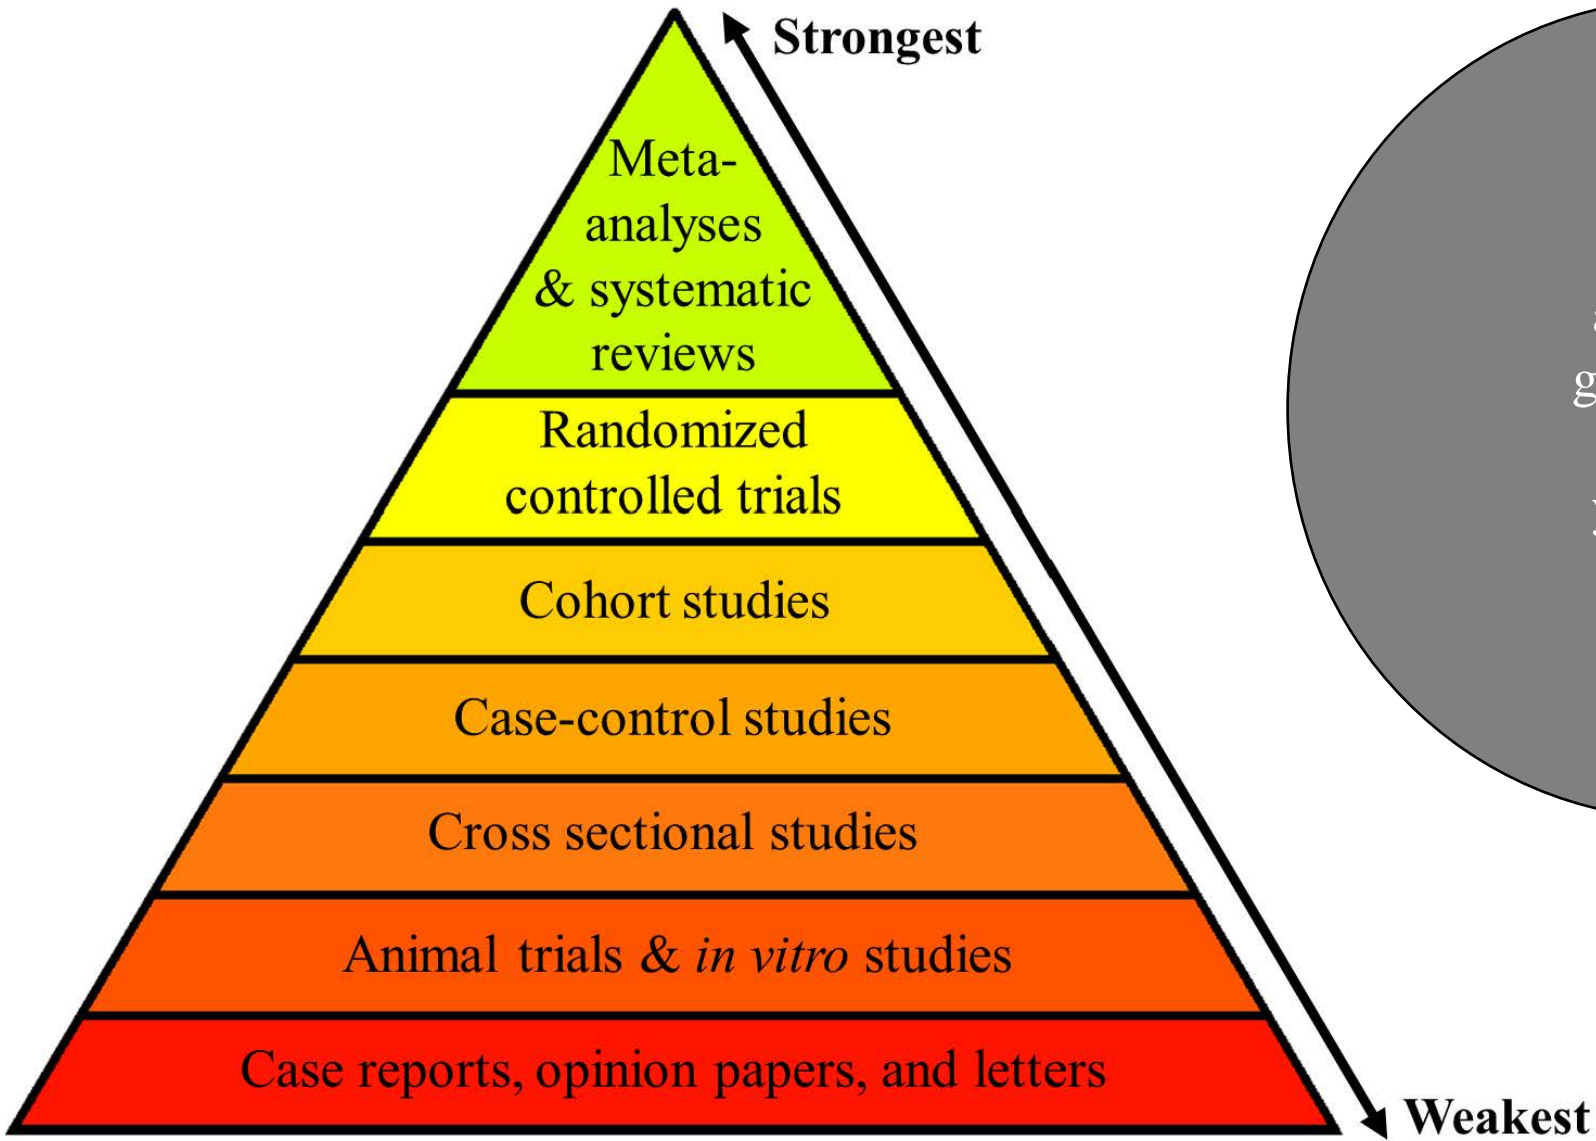 Strongest
Meta-
analyses
& systematic
reviews
Randomized
controlled trials
Cohort studies
Case-control studies
Cross sectional studies
Animal trials & in vitro studies
Case reports, opinion papers, and letters
Weakest